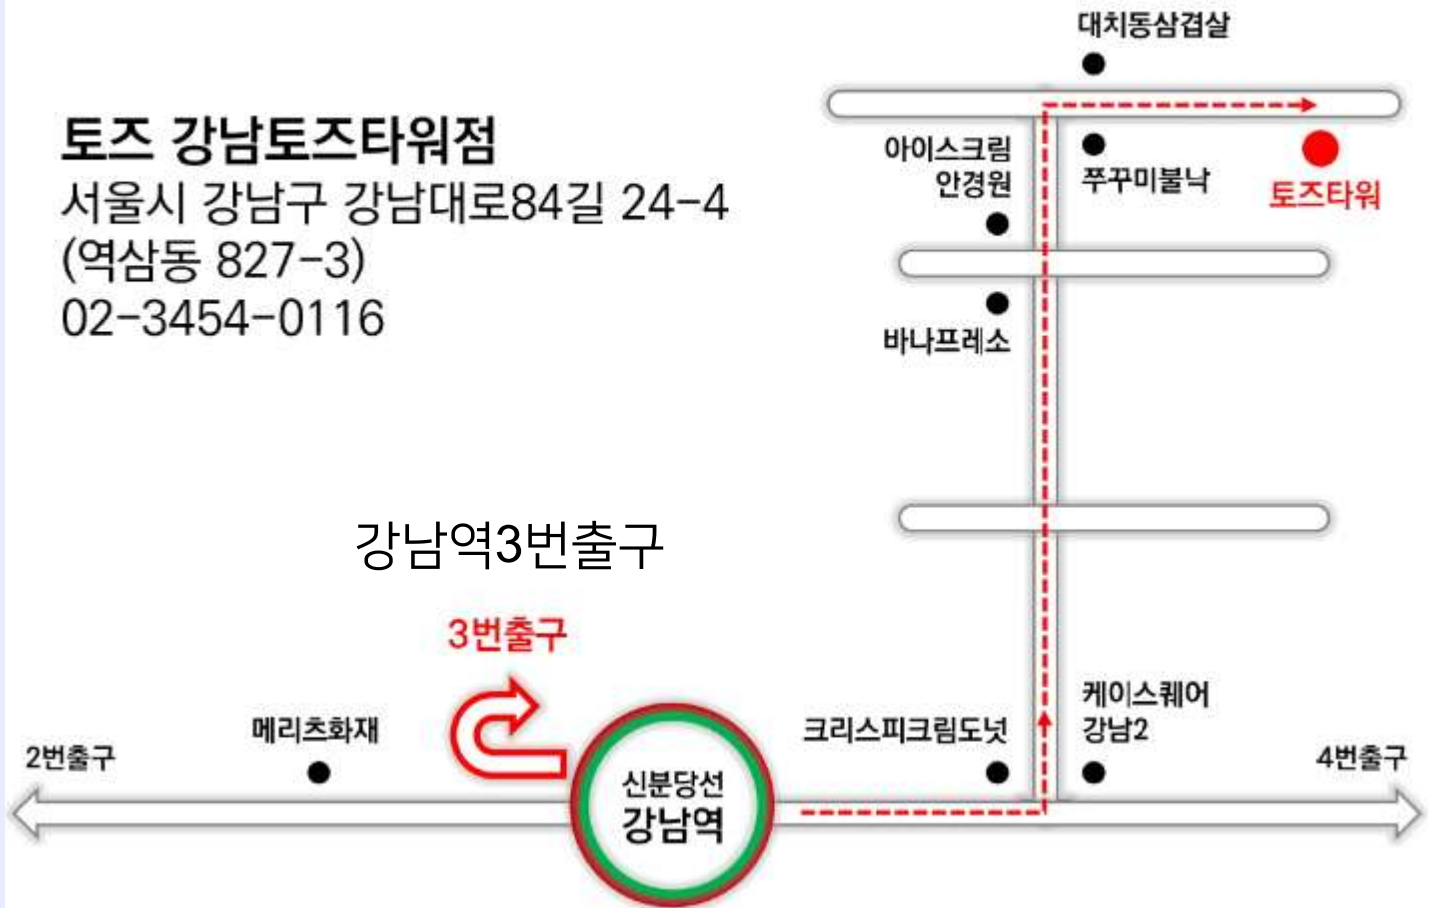 대치동삼겹살
토즈 강남토즈타워점
서울시 강남구 강남대로84길 24-4
(역삼동 827-3)
02-3454-0116
아이스크림
안경원
쭈꾸미불낙
토즈타워
바나프레소
강남역3번출구
3번출구
메리츠화재
2번출구
신분당선
강남역
크리스피크림도넛
케이스퀘어
강남2
4번출구